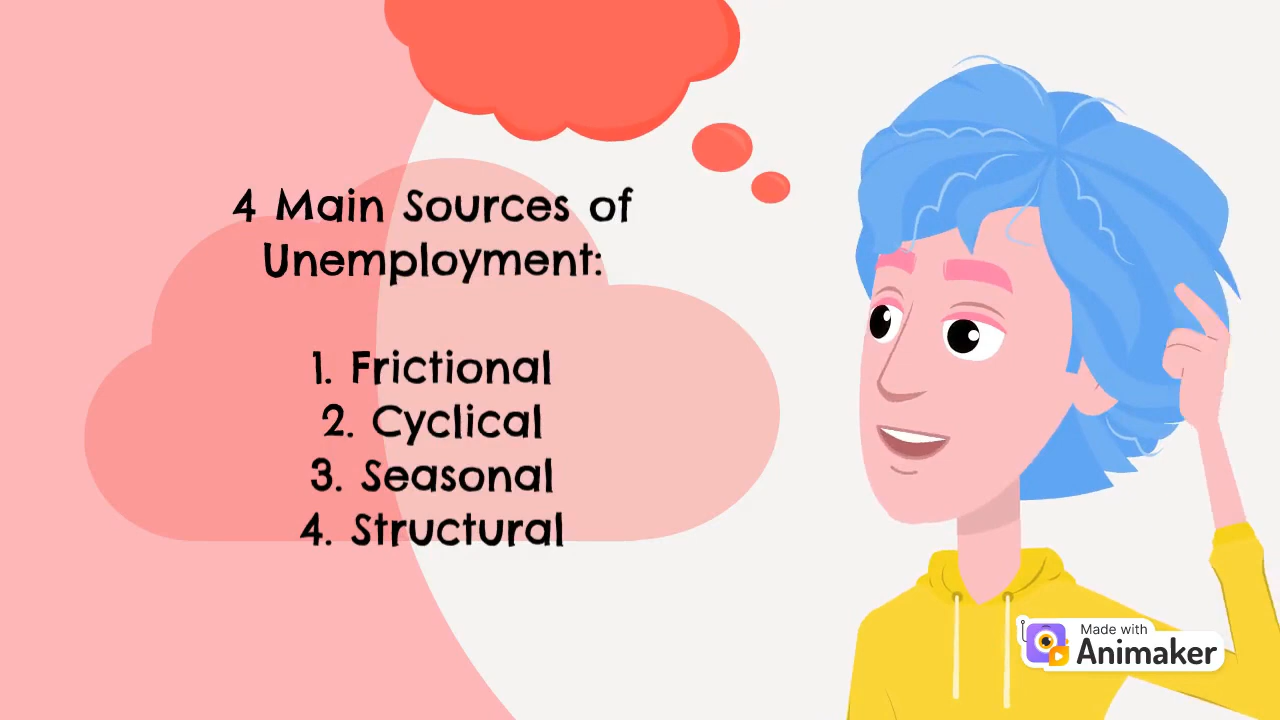 4 Main Sources of
Unemployment:
1. Frictional
2. Cyclical
3. Seasonal
4. Structural
Made with
Animaker